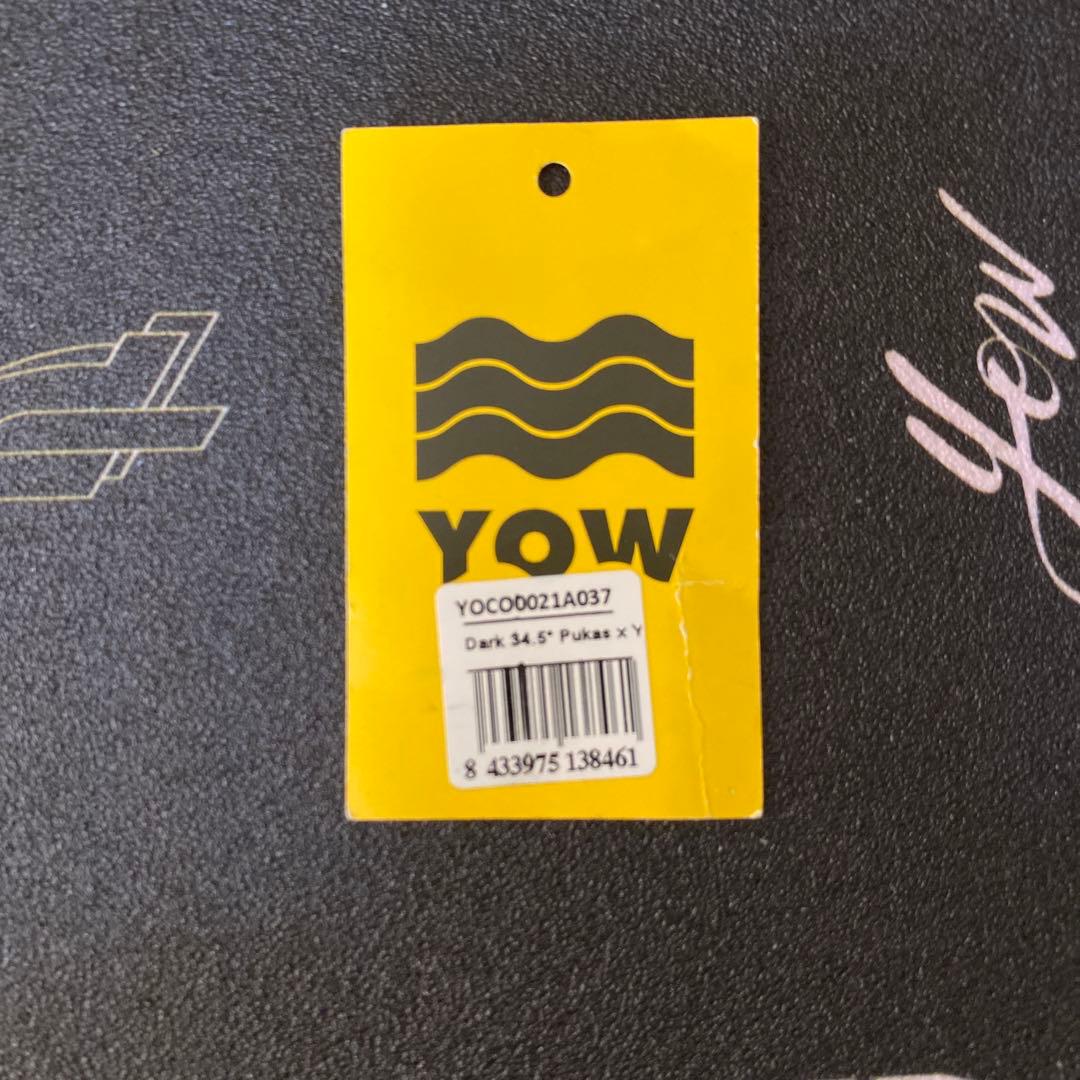 YOW
YOCO0021A037
Dark 34.5" Pukas x Y
8 433975 138461
Yow